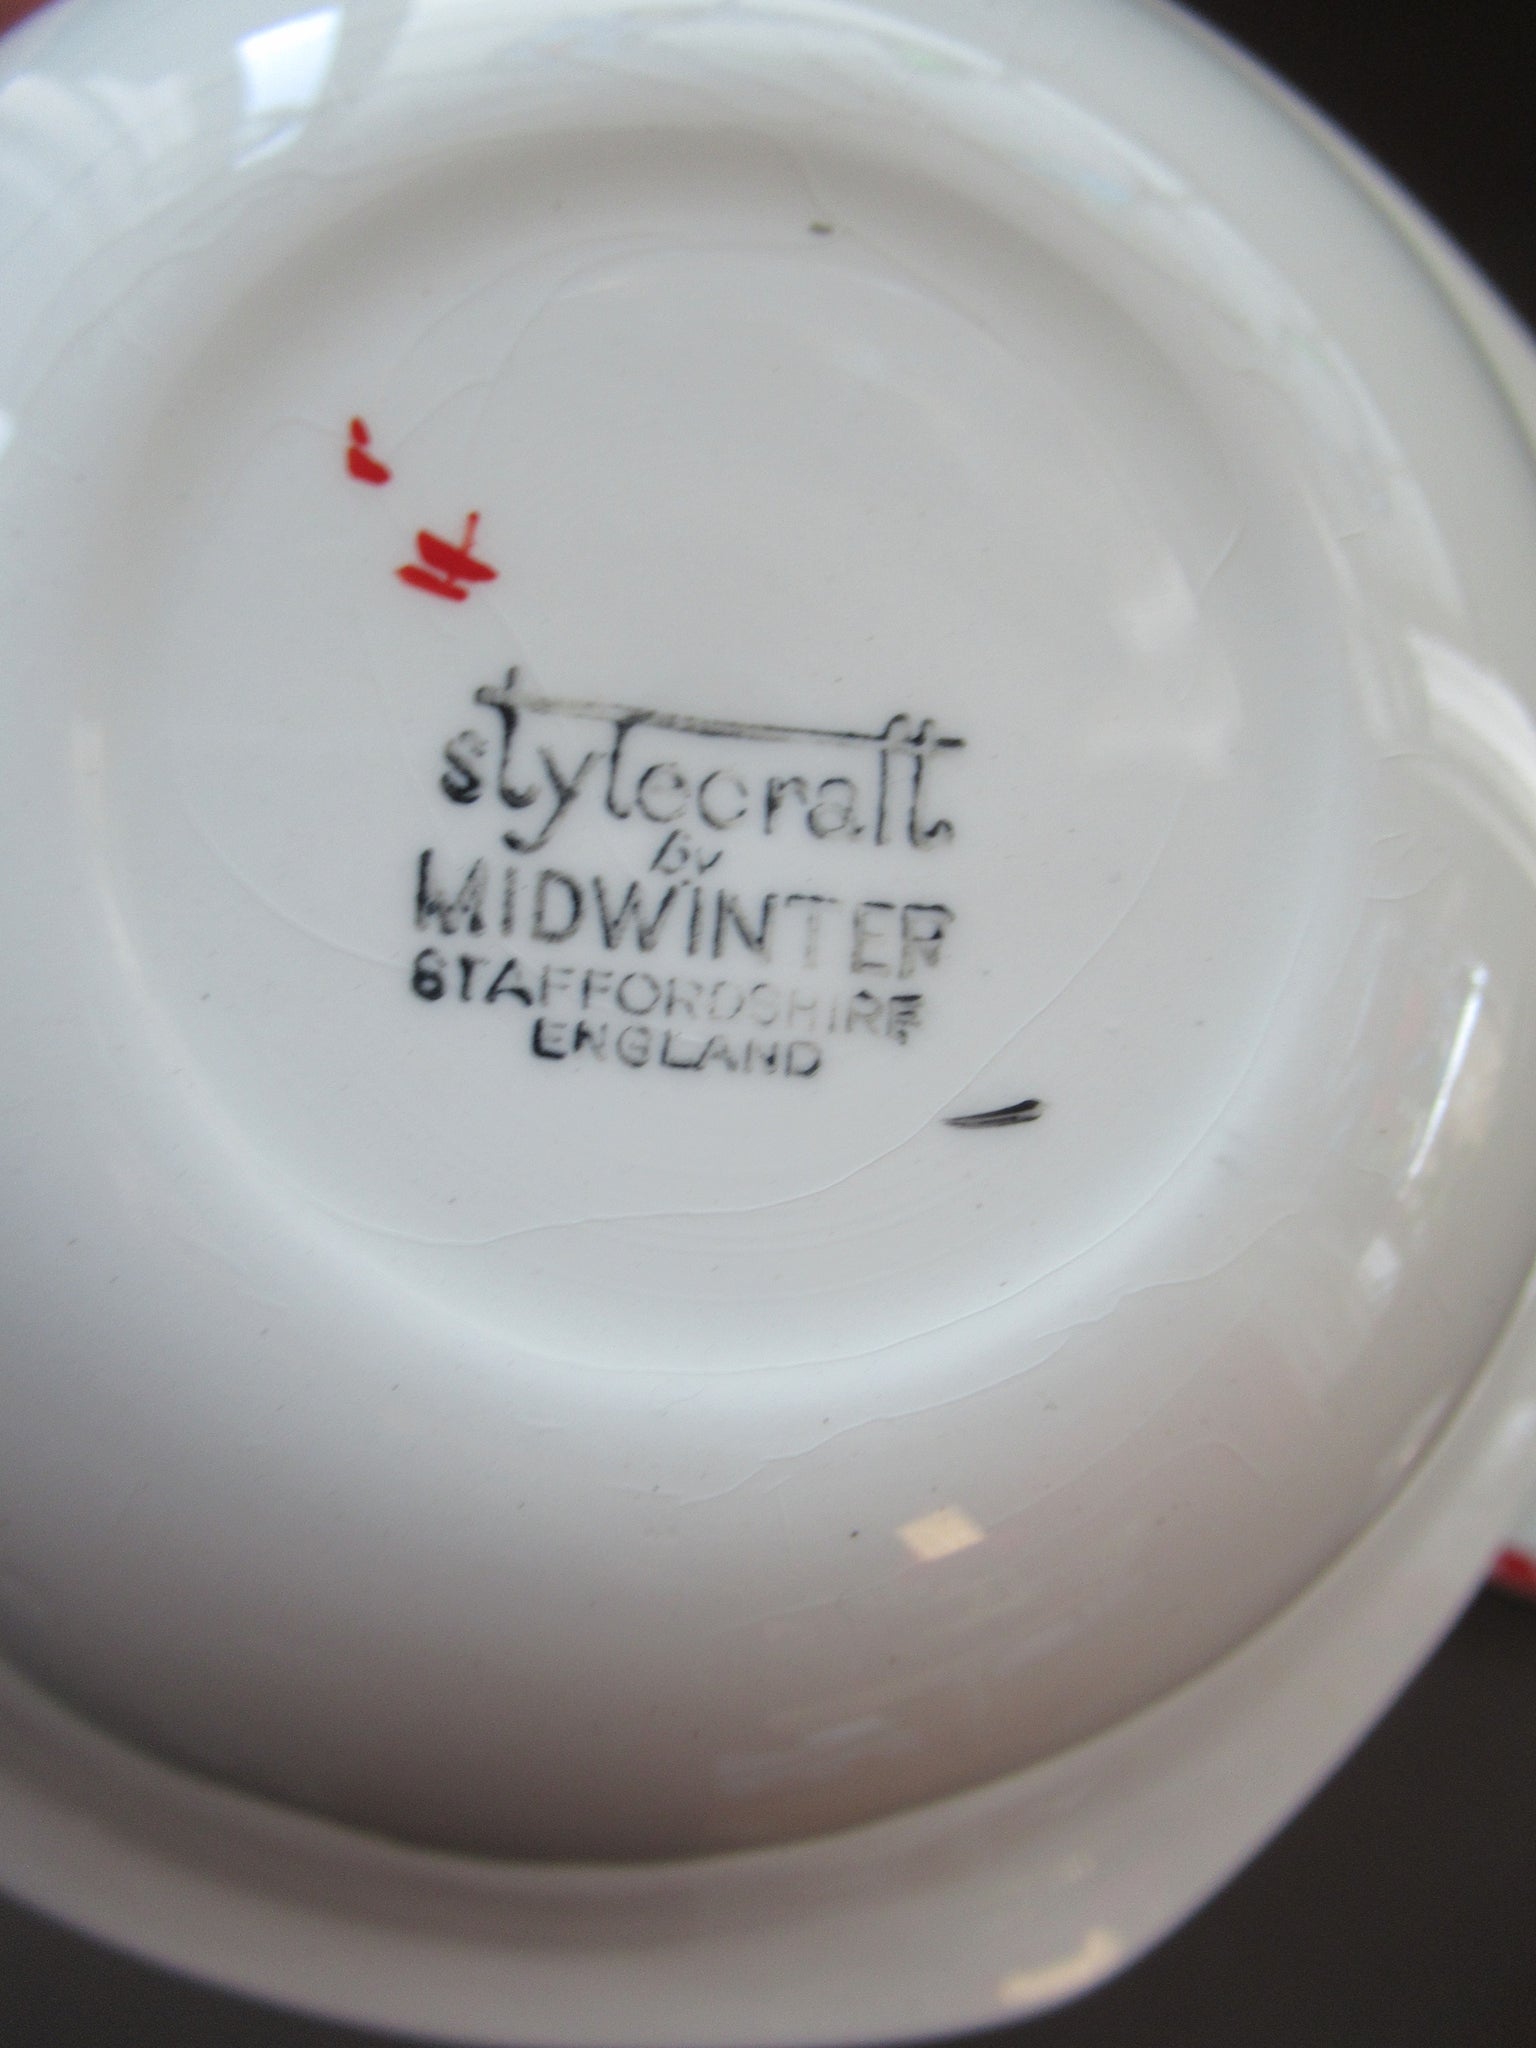 stylecraft
by
MIDWINTER
STAFFORDSHIRE
ENGLAND